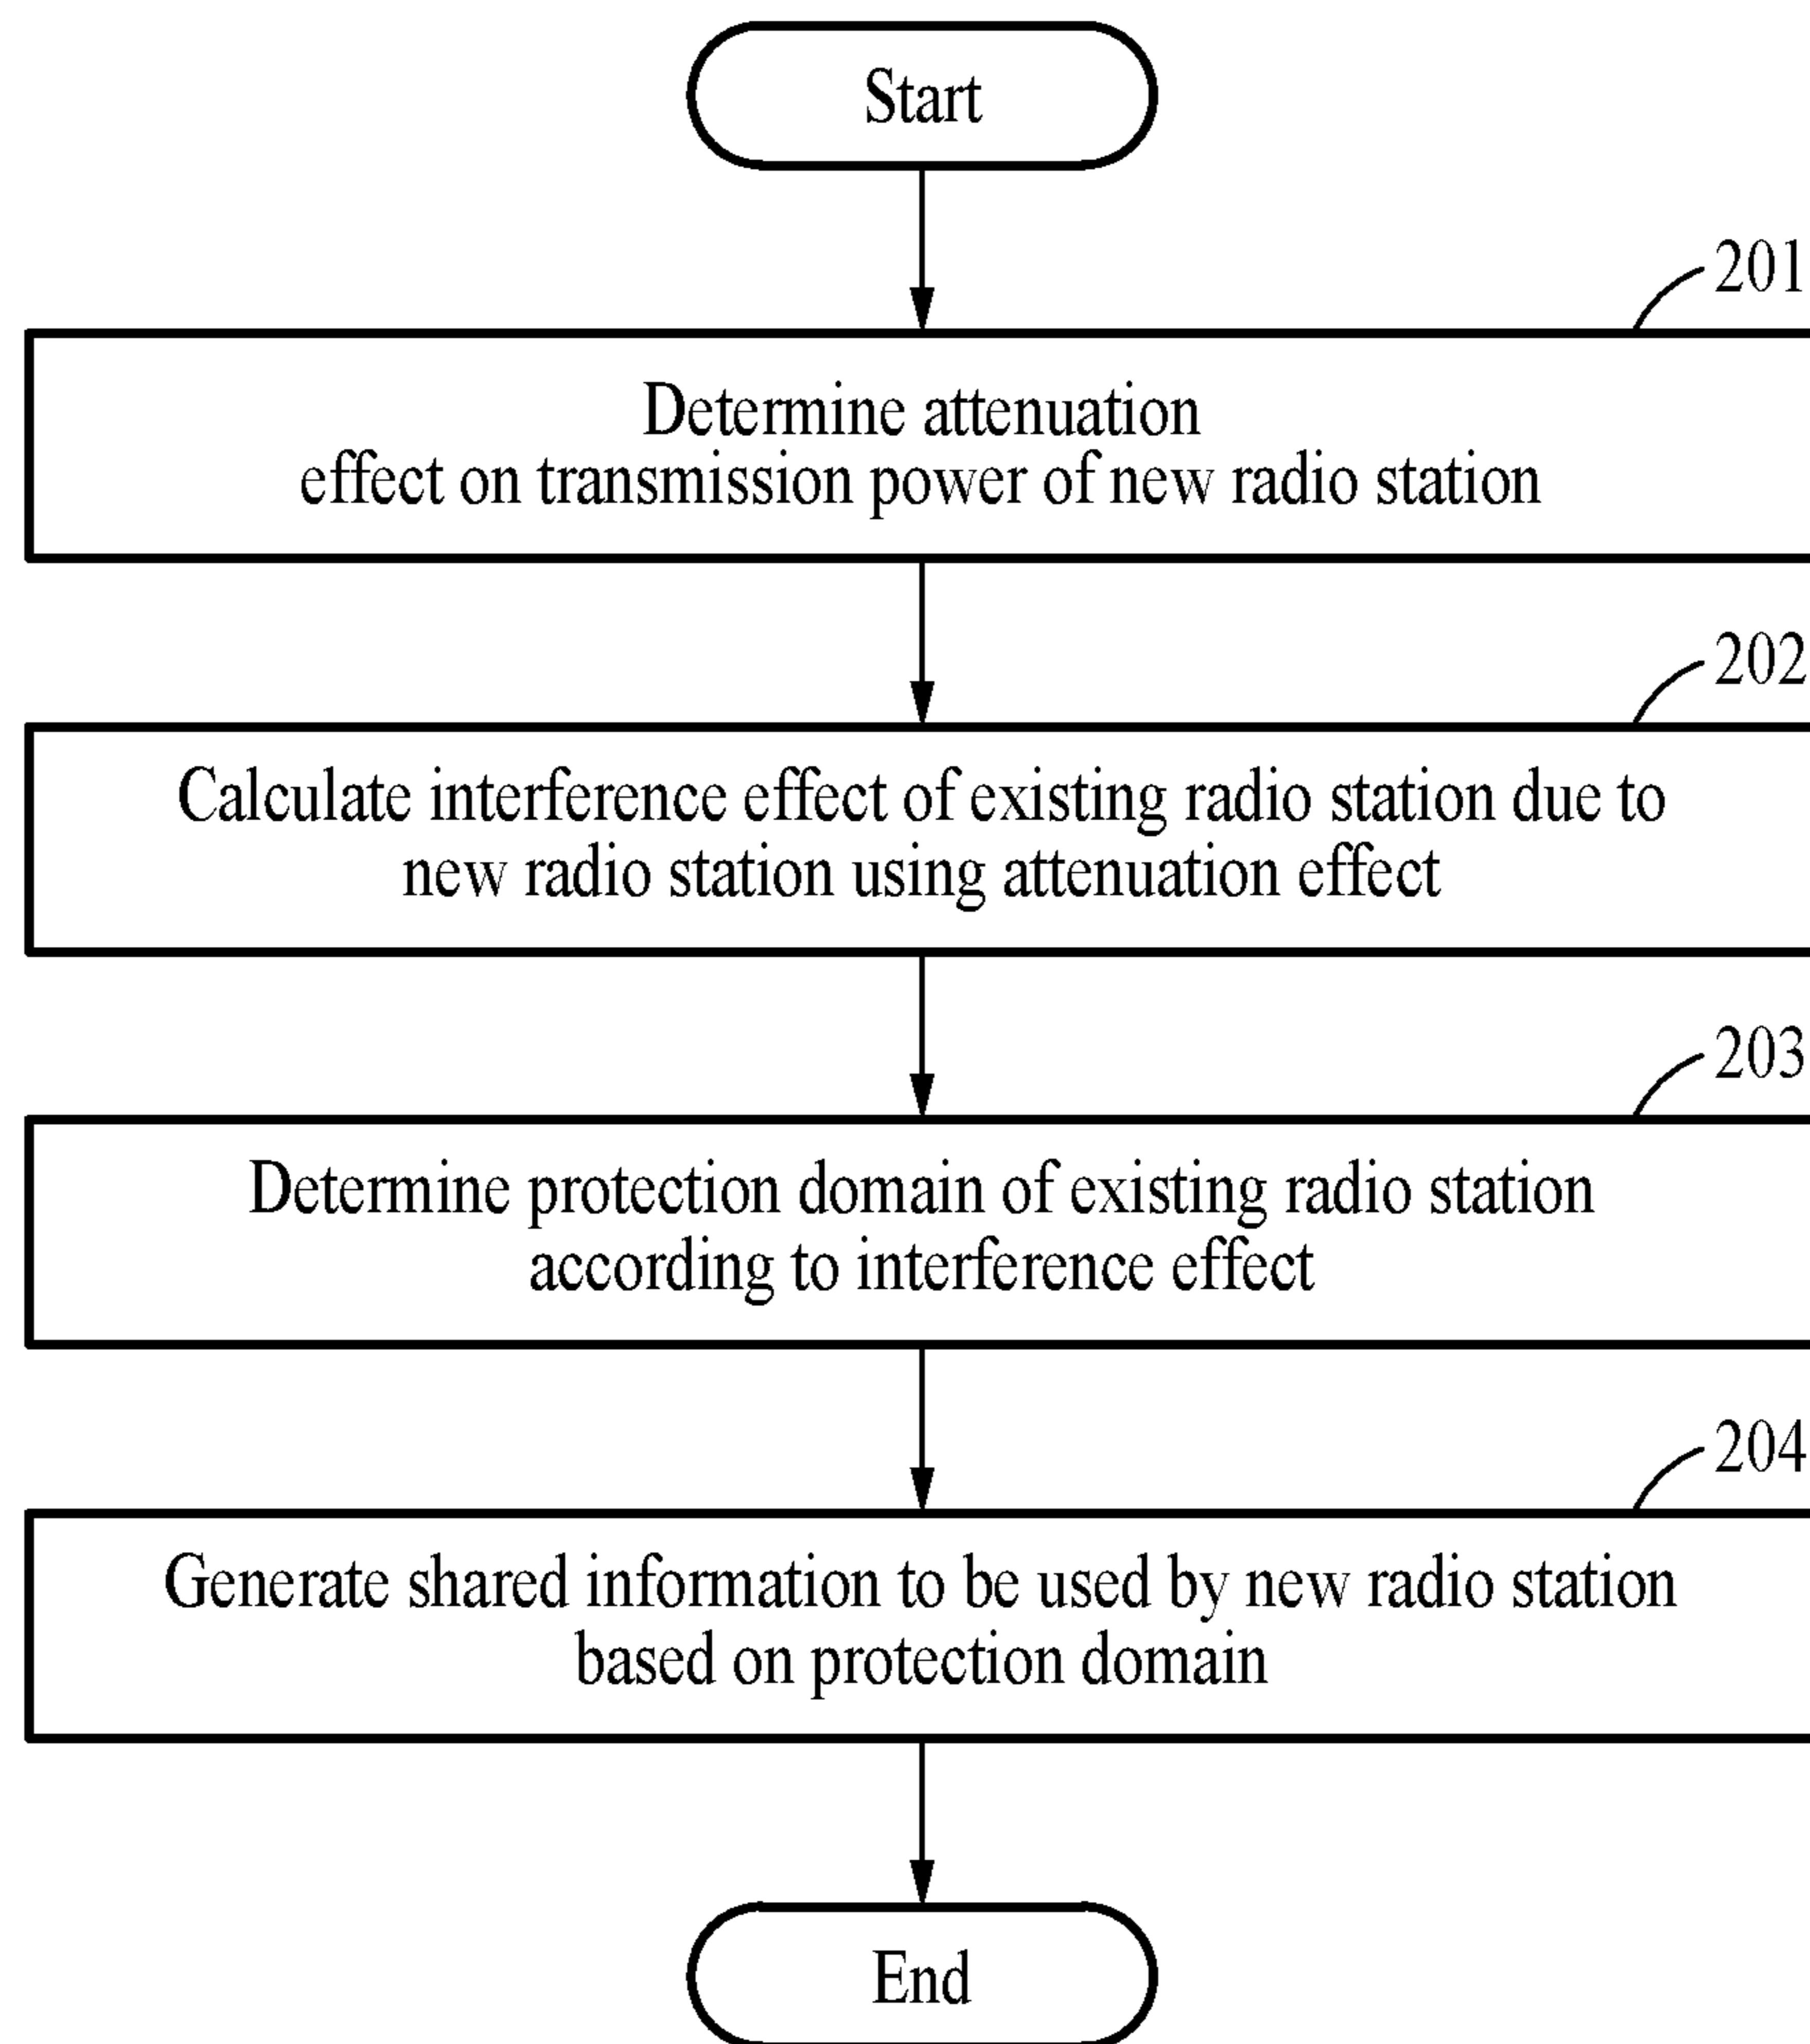 Start
201
Determine attenuation
effect on transmission power of new radio station
202
Calculate interference effect of existing radio station due to
new radio station using attenuation effect
203
Determine protection domain of existing radio station
according to interference effect
204
Generate shared information to be used by new radio station
based on protection domain
End